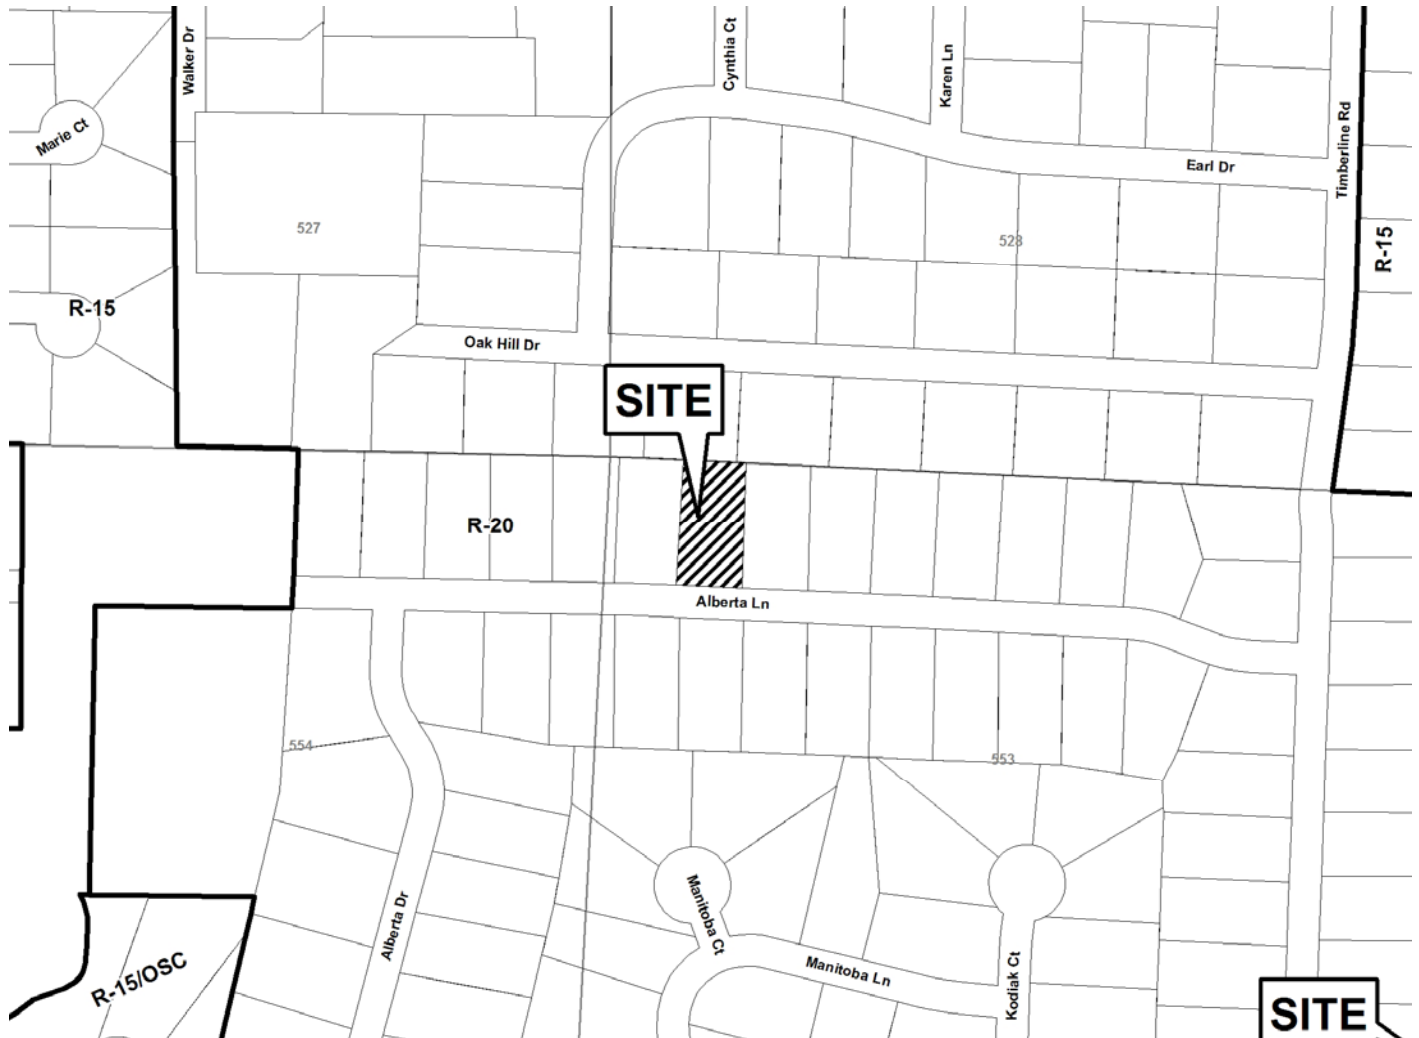 Walker Dr
Cynthia Ct
Karen Ln
Marie Ct
Timberline Rd
Earl Dr
527
528
R-15
R-15
Oak Hill Dr
SITE
R-20
Alberta Ln
554
553
Alberta Dr
Manitoba Ct
Manitoba Ln
Kodiak Ct
R-15/OSC
SITE